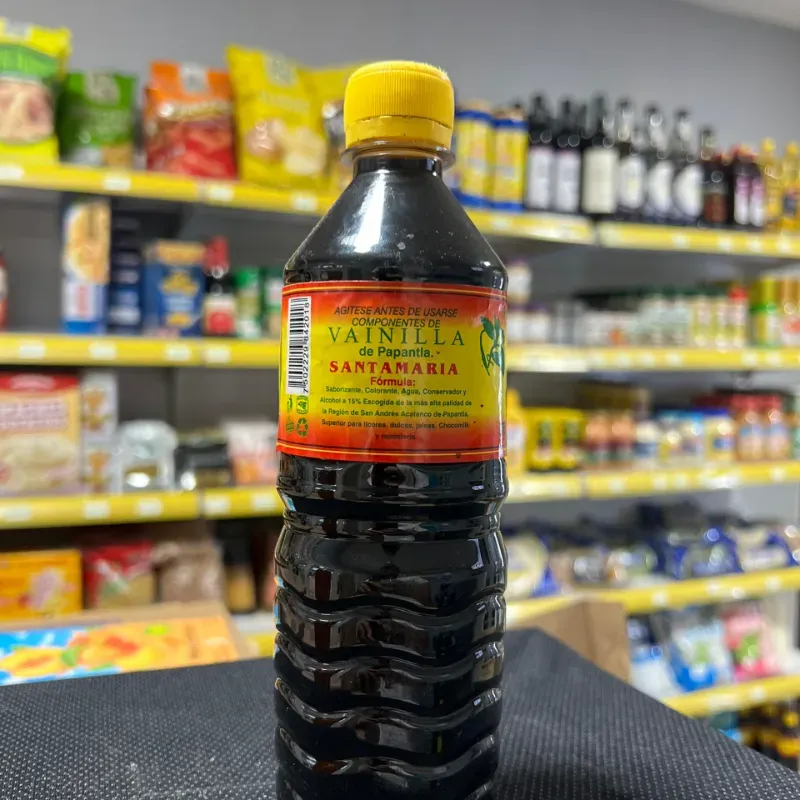 AGITESE ANTES DE USARSE
COMPONENTES DE
VAINILLA
de Papantla.
SANTAMARIA
Fórmula:
Saborizante, Colorante, Agua, Conservador y
Alcohol a 15% Escogida de la más alta calidad de
la Región de San Andrés Acatlanco de Papantla,
Superior para licores, dulces, jaleas, Chocomilk
y repostería.